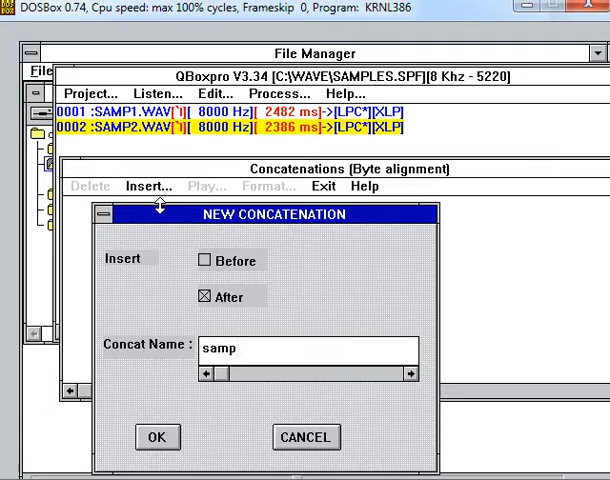 DOSBox 0.74, Cpu speed: max 100% cycles, Frameskip 0, Program: KRNL386
File Manager
File
QBoxpro V3.34 [C:\WAVE\SAMPLES.SPF][8 Khz - 5220]
Project... Listen... Edit... Process... Help...
0001 :SAMP1.WAV[`i][ 8000 Hz][ 2482 ms]->[LPC*][XLP]
0002 :SAMP2.WAV[`i][ 8000 Hz][ 2386 ms]->[LPC*][XLP]
Concatenations (Byte alignment)
Delete Insert... Play... Format... Exit Help
NEW CONCATENATION
Insert
Before
After
Concat Name :
samp
OK CANCEL